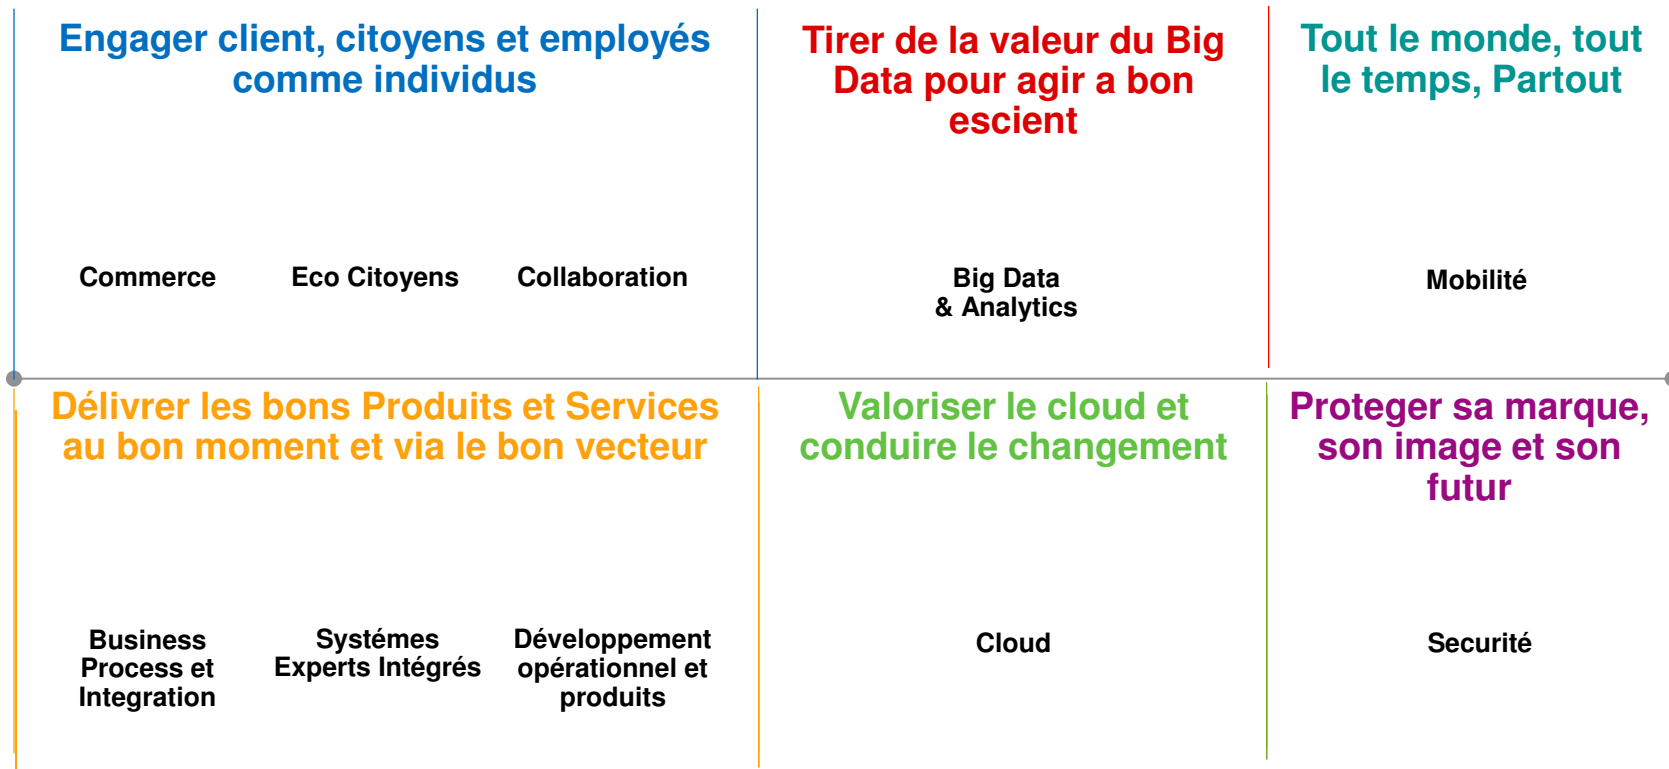 Engager client, citoyens et employés
comme individus
Tirer de la valeur du Big
Data pour agir a bon
escient
Tout le monde, tout
le temps, Partout
Commerce
Eco Citoyens
Collaboration
Big Data
& Analytics
Mobilité
Délivrer les bons Produits et Services
au bon moment et via le bon vecteur
Valoriser le cloud et
conduire le changement
Proteger sa marque,
son image et son
futur
Business
Process et
Integration
Systémes
Experts Intégrés
Développement
opérationnel et
produits
Cloud
Securité